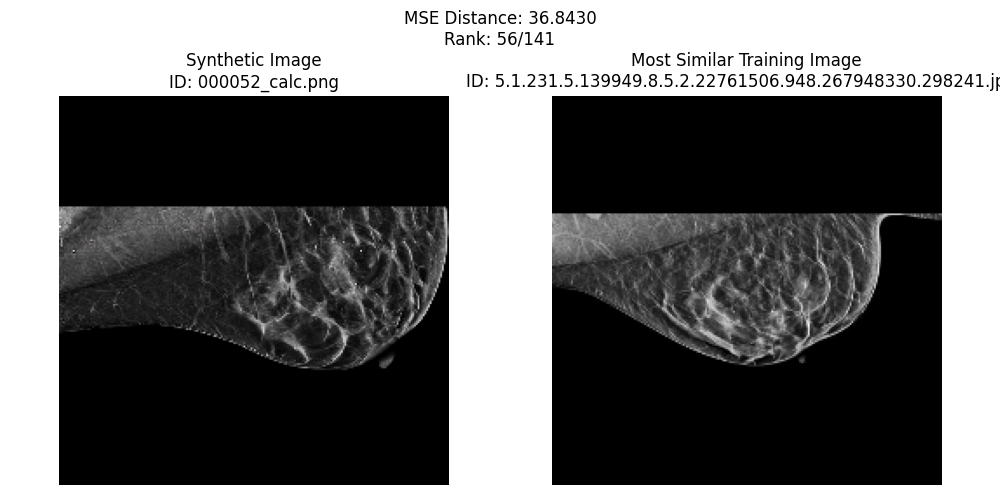 MSE Distance: 36.8430
Rank: 56/141
Synthetic Image
ID: 000052_calc.png
Most Similar Training Image
ID: 5.1.231.5.139949.8.5.2.22761506.948.267948330.298241.jp